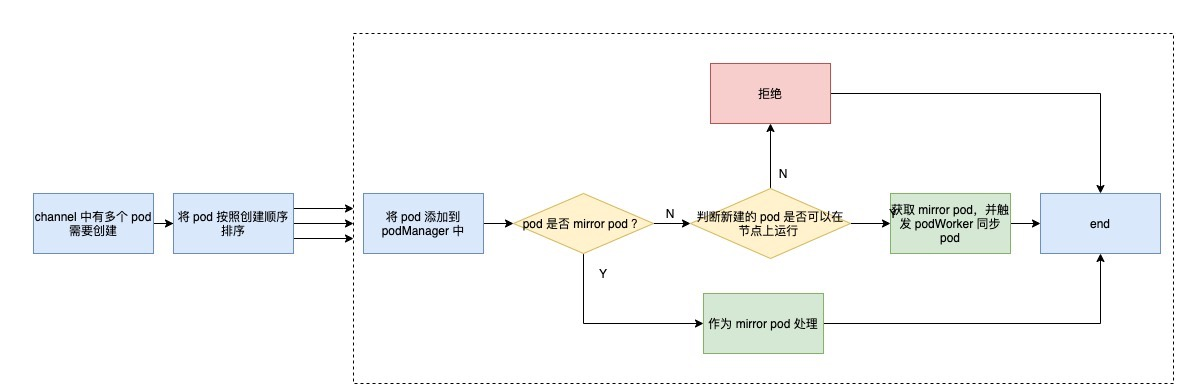 拒绝
N
channel 中有多个 pod
需要创建
将 pod 按照创建顺序
排序
将 pod 添加到
podManager 中
pod 是否 mirror pod？
N
判断新建的 pod 是否可以在
节点上运行
Y
获取 mirror pod，并触
发 podWorker 同步
pod
end
Y
作为 mirror pod 处理